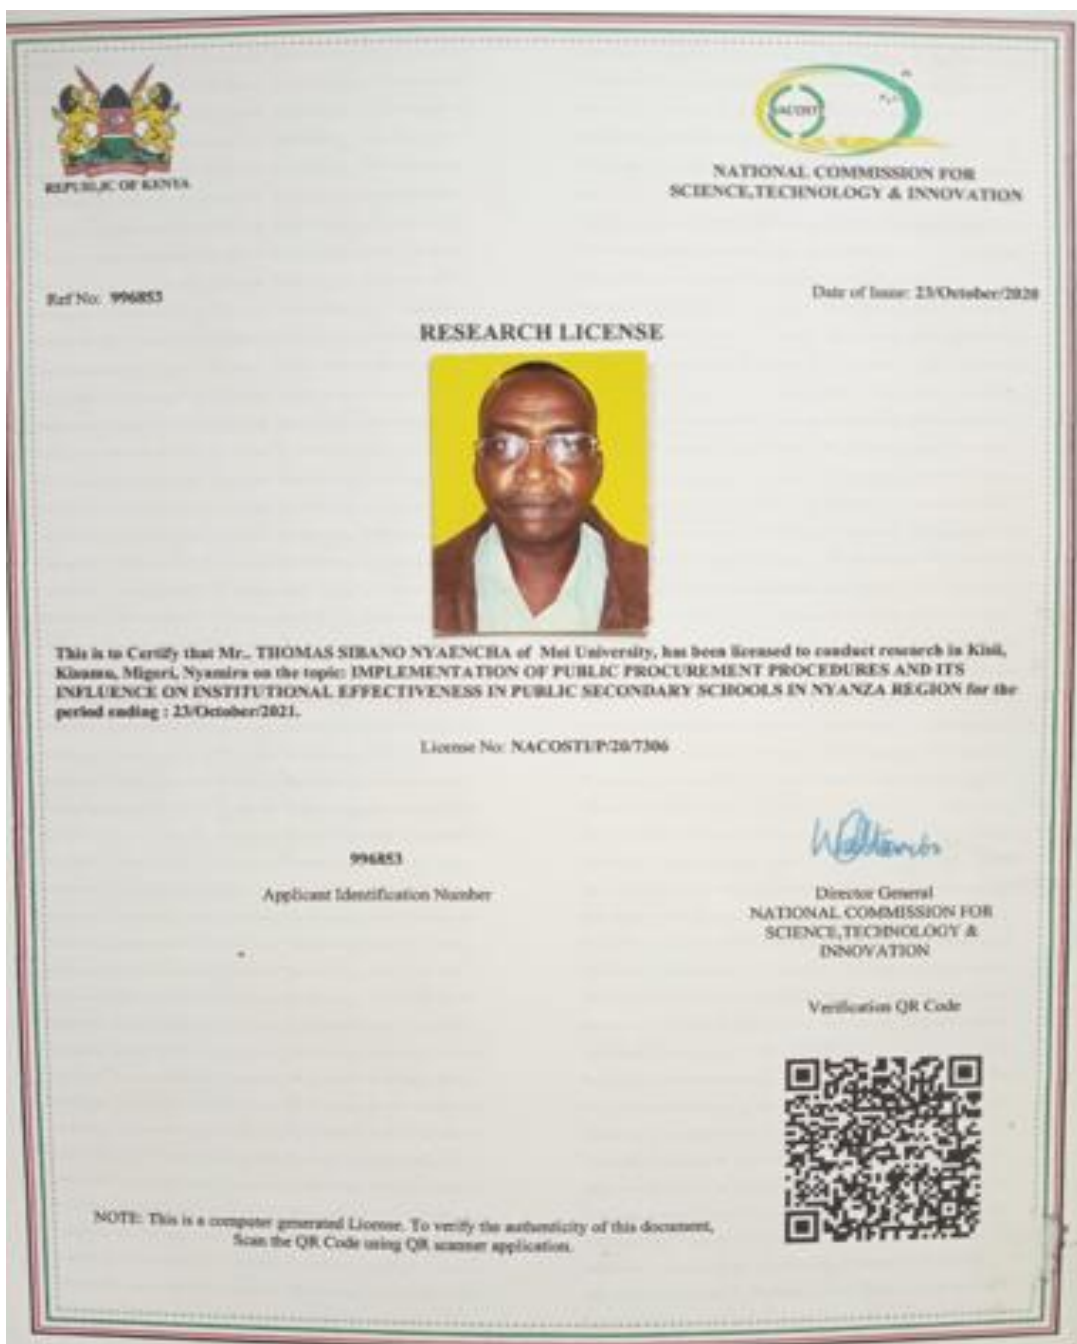 REPUBLIC OF KENYA
NACOSTI
NATIONAL COMMISSION FOR
SCIENCE,TECHNOLOGY & INNOVATION
Ref No: 996853
Date of Issue: 23/October/2020
RESEARCH LICENSE
This is to Certify that Mr.. THOMAS SIBANO NYAENCHA of Moi University, has been licensed to conduct research in Kisii,
Kisumu, Migori, Nyamira on the topic: IMPLEMENTATION OF PUBLIC PROCUREMENT PROCEDURES AND ITS
INFLUENCE ON INSTITUTIONAL EFFECTIVENESS IN PUBLIC SECONDARY SCHOOLS IN NYANZA REGION for the
period ending : 23/October/2021.
License No: NACOSTI/P/20/7306
996853
Applicant Identification Number
Director General
NATIONAL COMMISSION FOR
SCIENCE,TECHNOLOGY &
INNOVATION
Verification QR Code
NOTE: This is a computer generated License. To verify the authenticity of this document,
Scan the QR Code using QR scanner application.